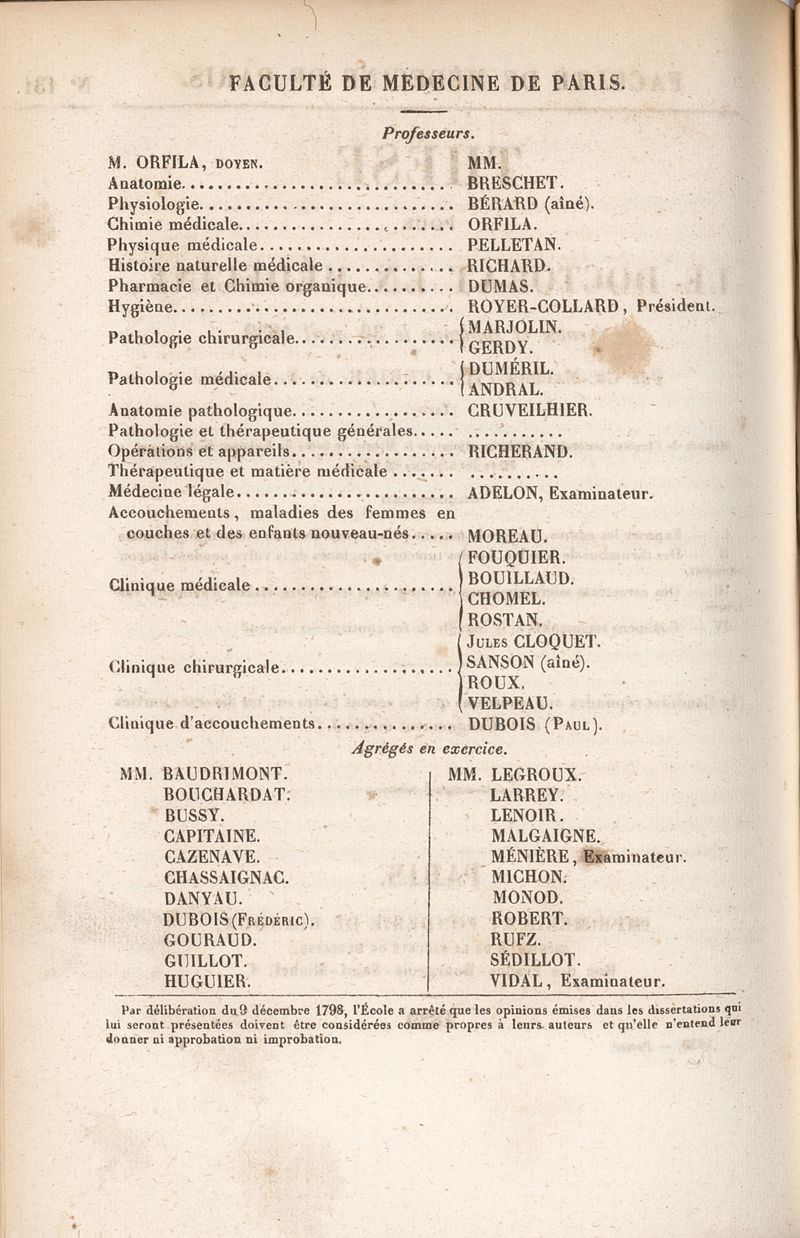 FACULTÉ DE MÉDECINE DE PARIS.
Professeurs.
M. ORFILA, DOYEN. MM.
Anatomie........................... BRESCHET.
Physiologie........................... BÉRARD (aîné).
Chimie médicale....................... ORFILA.
Physique médicale..................... PELLETAN.
Histoire naturelle médicale .............. RICHARD.
Pharmacie et Chimie organique.......... DUMAS.
Hygiène.............................. ROYER-COLLARD, Président.
Pathologie chirurgicale.................. { MARJOLIN.
GERDY.
Pathologie médicale.................... { DUMÉRIL.
ANDRAL.
Anatomie pathologique.................. CRUVEILHIER.
Pathologie et thérapeutique générales..... ...........
Opérations et appareils.................. RICHERAND.
Thérapeutique et matière médicale ....... ..........
Médecine légale........................ ADELON, Examinateur.
Accouchements, maladies des femmes en
couches et des enfants nouveau-nés..... MOREAU.
Clinique médicale ...................... { FOUQUIER.
BOUILLAUD.
CHOMEL.
ROSTAN.
Clinique chirurgicale................... { JULES CLOQUET.
SANSON (aîné).
ROUX.
VELPEAU.
Clinique d'accouchements............... DUBOIS (PAUL).
Agrégés en exercice.
MM. BAUDRIMONT.
BOUCHARDAT.
BUSSY.
CAPITAINE.
CAZENAVE.
CHASSAIGNAC.
DANYAU.
DUBOIS (FRÉDÉRIC).
GOURAUD.
GUILLOT.
HUGUIER.
MM. LEGROUX.
LARREY.
LENOIR.
MALGAIGNE.
MÉNIÈRE, Examinateur.
MICHON.
MONOD.
ROBERT.
RUFZ.
SÉDILLOT.
VIDAL, Examinateur.
Par délibération du 9 décembre 1798, l'École a arrêté que les opinions émises dans les dissertations qui
lui seront présentées doivent être considérées comme propres à leurs auteurs et qu'elle n'entend leur
donner ni approbation ni improbation.